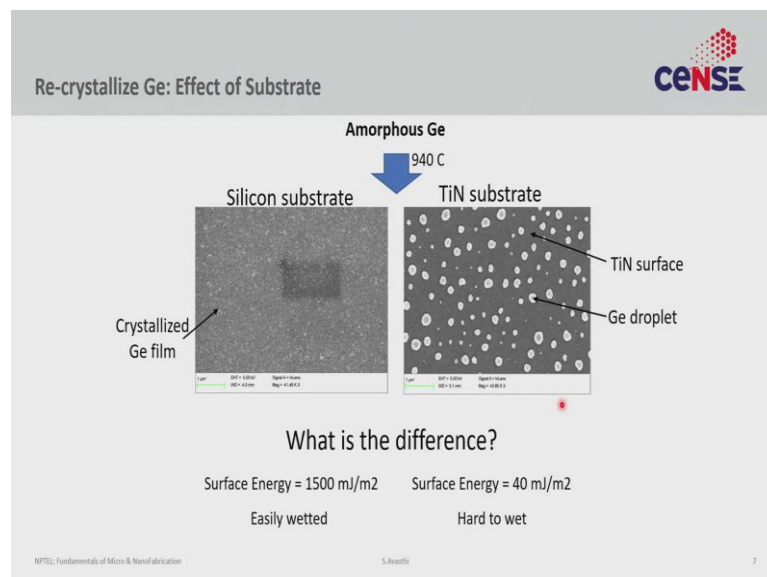 CENSE
Re-crystallize Ge: Effect of Substrate
Amorphous Ge
940 C
Silicon substrate
TiN substrate
TiN surface
Ge droplet
Crystallized
Ge film
What is the difference?
Surface Energy = 1500 mJ/m2
Surface Energy = 40 mJ/m2
Easily wetted
Hard to wet
NPTEL: Fundamentals of Micro & NanoFabrication
S.Avasthi
7